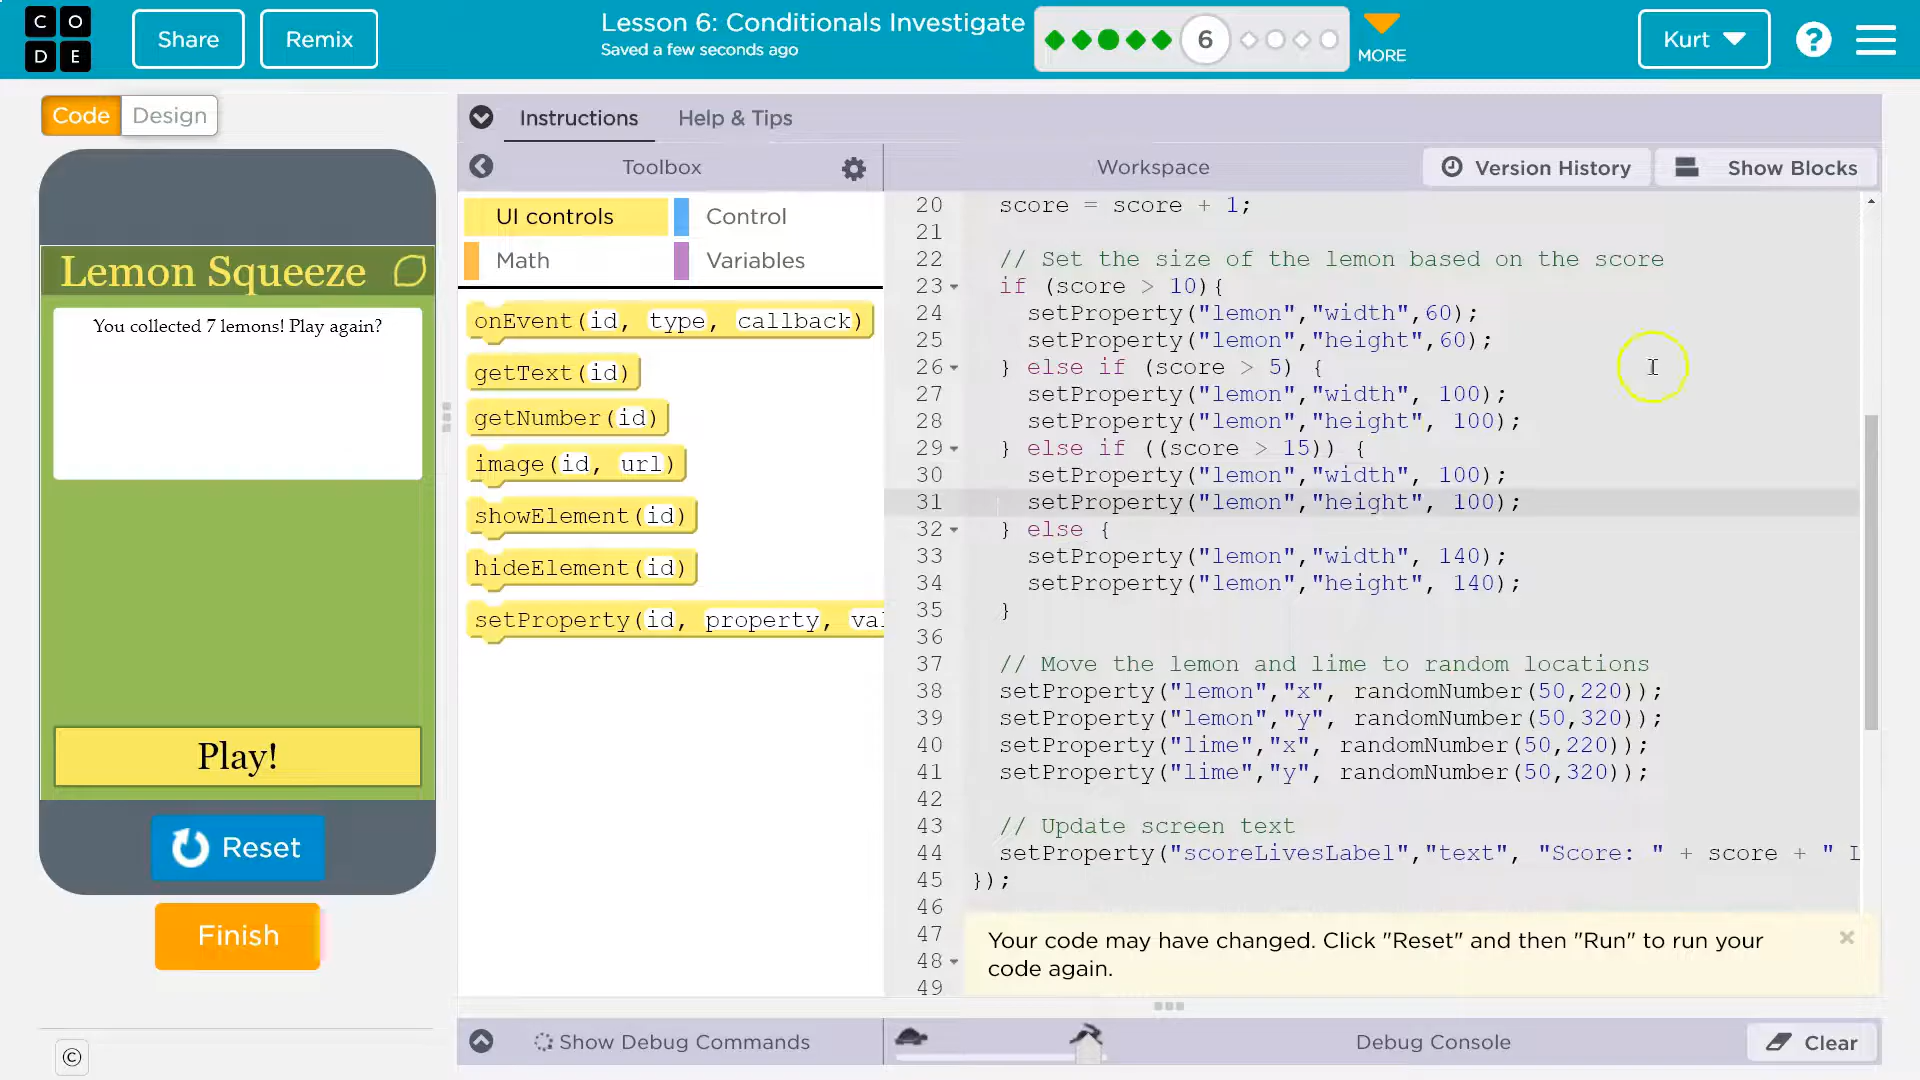 C O
D E
Share
Remix
Lesson 6: Conditionals Investigate
Saved a few seconds ago
6
MORE
Kurt
?
Code
Design
Instructions
Help & Tips
Toolbox
Workspace
Version History
Show Blocks
UI controls
Control
Math
Variables
onEvent(id, type, callback)
getText(id)
getNumber(id)
image(id, url)
showElement(id)
hideElement(id)
setProperty(id, property, val
Lemon Squeeze
You collected 7 lemons! Play again?
Play!
Reset
Finish
©
20 score = score + 1;
21
22 // Set the size of the lemon based on the score
23 if (score > 10){
24 setProperty("lemon","width",60);
25 setProperty("lemon","height",60);
26 } else if (score > 5) {
27 setProperty("lemon","width", 100);
28 setProperty("lemon","height", 100);
29 } else if ((score > 15)) {
30 setProperty("lemon","width", 100);
31 setProperty("lemon","height", 100);
32 } else {
33 setProperty("lemon","width", 140);
34 setProperty("lemon","height", 140);
35 }
36
37 // Move the lemon and lime to random locations
38 setProperty("lemon","x", randomNumber(50,220));
39 setProperty("lemon","y", randomNumber(50,320));
40 setProperty("lime","x", randomNumber(50,220));
41 setProperty("lime","y", randomNumber(50,320));
42
43 // Update screen text
44 setProperty("scoreLivesLabel","text", "Score: " + score + " L
45 });
46
47
48
49
Your code may have changed. Click "Reset" and then "Run" to run your
code again.
Show Debug Commands
Debug Console
Clear